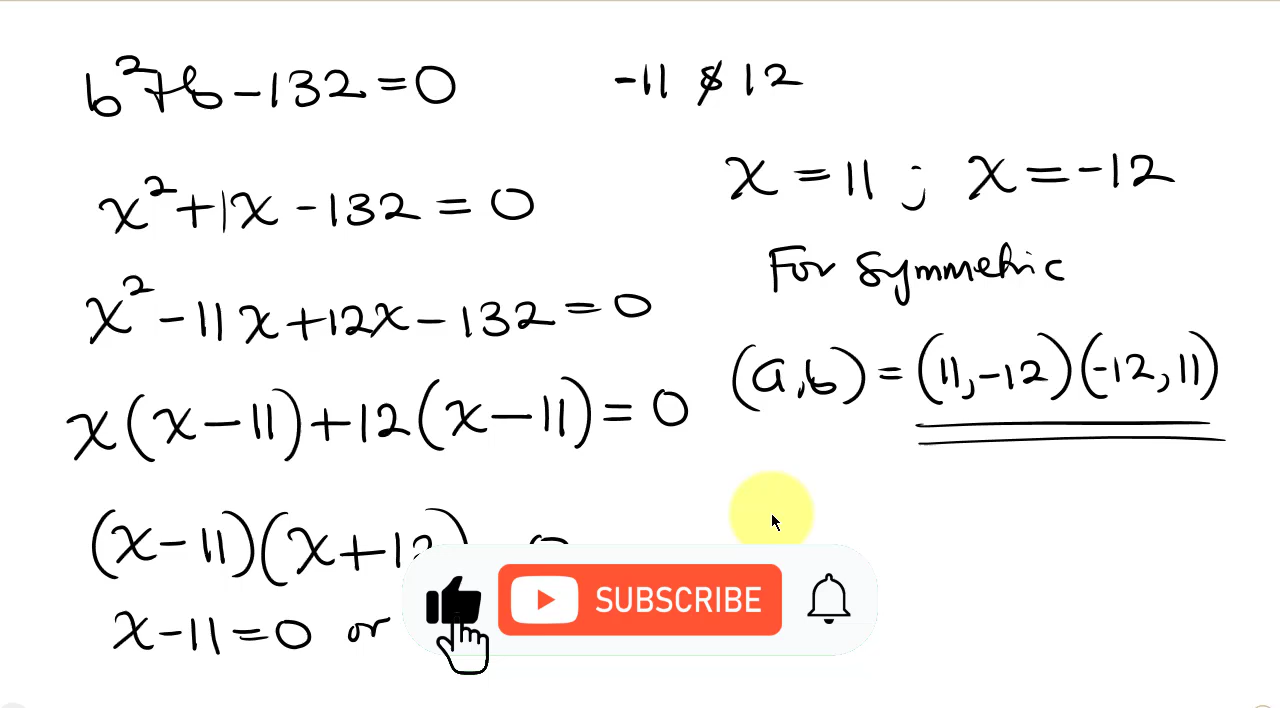 b²+b-132=0
x²+1x-132=0
x²-11x+12x-132=0
x(x-11)+12(x-11)=0
(x-11)(x+12)
x-11=0 or
-11 & 12
x=11; x=-12
For Symmetric
(a,b)=(11,-12)(-12,11)
SUBSCRIBE